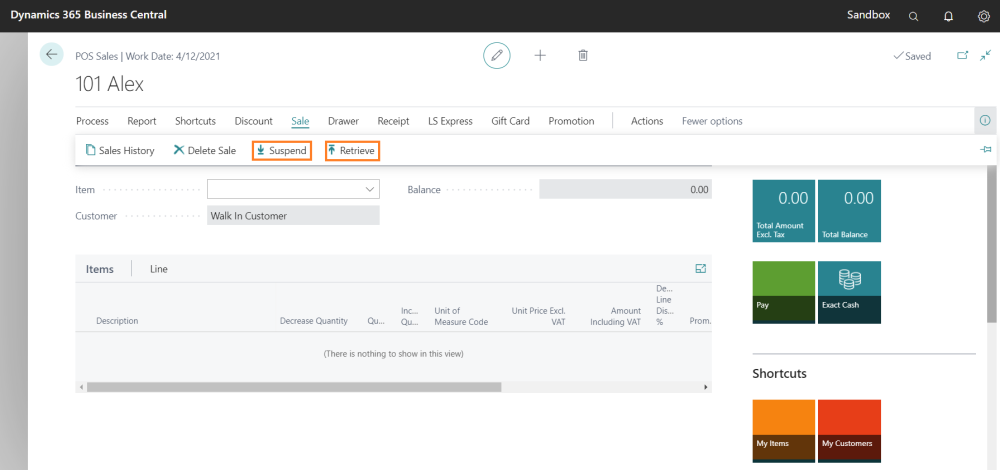 Dynamics 365 Business Central
Sandbox
POS Sales | Work Date: 4/12/2021
Saved
101 Alex
Process Report Shortcuts Discount Sale Drawer Receipt LS Express Gift Card Promotion Actions Fewer options
Sales History Delete Sale Suspend Retrieve
Item
Balance 0.00
Customer Walk In Customer
0.00
Total Amount
Excl. Tax
0.00
Total Balance
Pay
Exact Cash
Items Line
Description
Decrease Quantity
Qu...
Inc...
Qu...
Unit of
Measure Code
Unit Price Excl.
VAT
Amount
Including VAT
De...
Line
Dis...
%
Prom.
(There is nothing to show in this view)
Shortcuts
My Items
My Customers